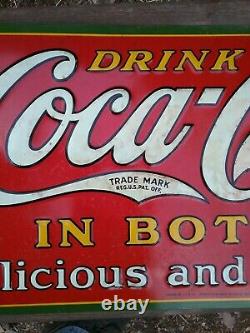 DRINK
Coca-C
TRADE MARK
REG. U.S. PAT. OFF.
IN BOT
licious and